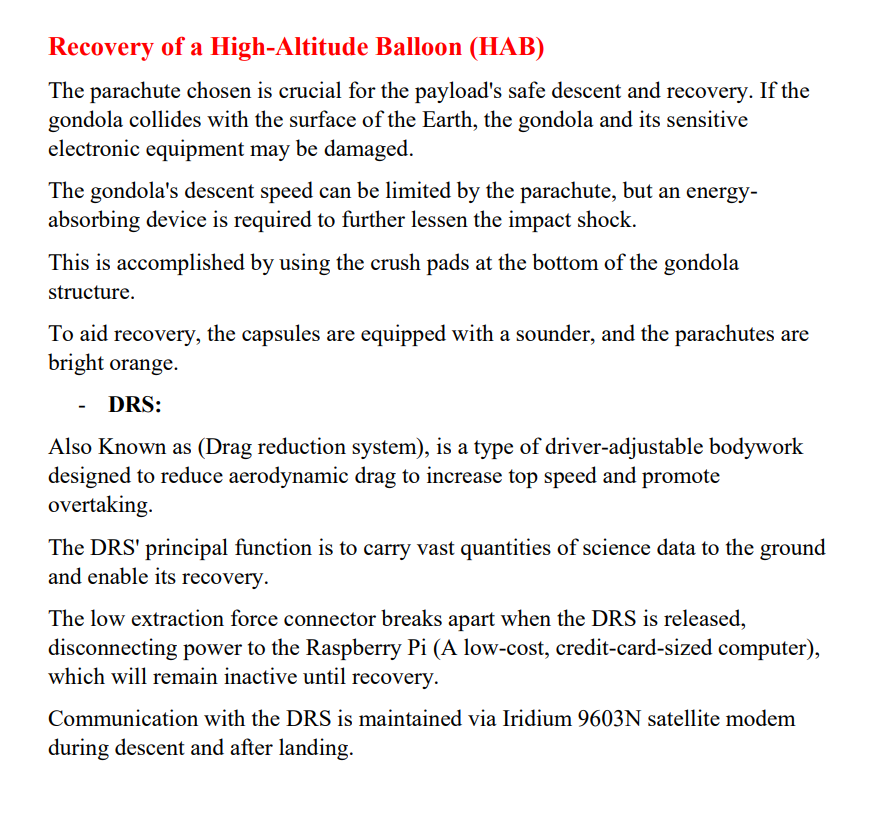 Recovery of a High-Altitude Balloon (HAB)
The parachute chosen is crucial for the payload's safe descent and recovery. If the
gondola collides with the surface of the Earth, the gondola and its sensitive
electronic equipment may be damaged.
The gondola's descent speed can be limited by the parachute, but an energy-
absorbing device is required to further lessen the impact shock.
This is accomplished by using the crush pads at the bottom of the gondola
structure.
To aid recovery, the capsules are equipped with a sounder, and the parachutes are
bright orange.
- DRS:
Also Known as (Drag reduction system), is a type of driver-adjustable bodywork
designed to reduce aerodynamic drag to increase top speed and promote
overtaking.
The DRS' principal function is to carry vast quantities of science data to the ground
and enable its recovery.
The low extraction force connector breaks apart when the DRS is released,
disconnecting power to the Raspberry Pi (A low-cost, credit-card-sized computer),
which will remain inactive until recovery.
Communication with the DRS is maintained via Iridium 9603N satellite modem
during descent and after landing.